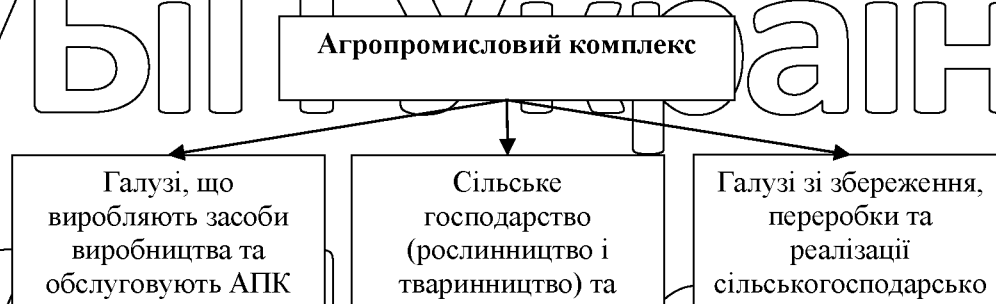 Агропромисловий комплекс
Галузі, що
виробляють засоби
виробництва та
обслуговують АПК
Сільське
господарство
(рослинництво і
тваринництво) та
Галузі зі збереження,
переробки та
реалізації
сільськогосподарсько